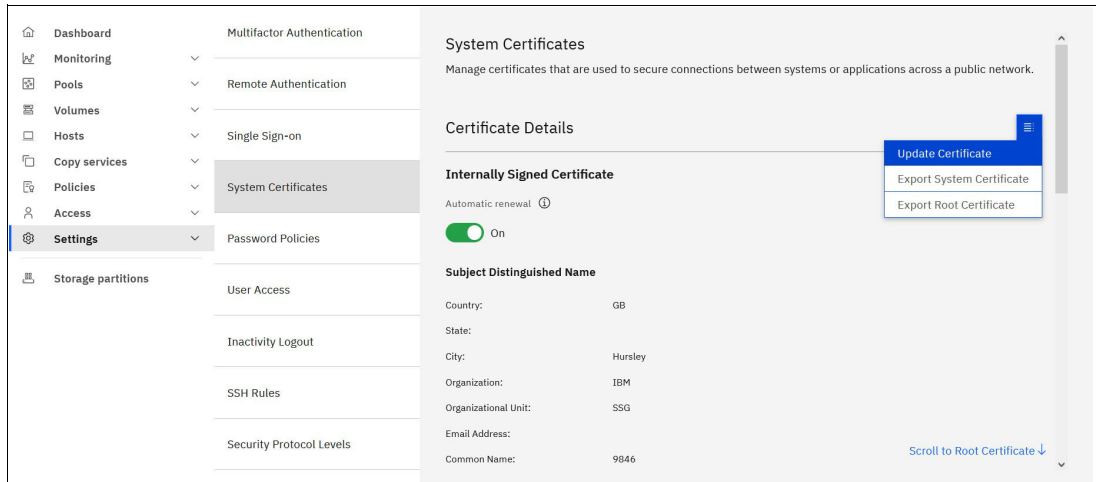 Dashboard
Monitoring
Pools
Volumes
Hosts
Copy services
Policies
Access
Settings
Storage partitions
Multifactor Authentication
Remote Authentication
Single Sign-on
System Certificates
Password Policies
User Access
Inactivity Logout
SSH Rules
Security Protocol Levels
System Certificates
Manage certificates that are used to secure connections between systems or applications across a public network.
Certificate Details
Update Certificate
Export System Certificate
Export Root Certificate
Internally Signed Certificate
Automatic renewal
On
Subject Distinguished Name
Country: GB
State:
City: Hursley
Organization: IBM
Organizational Unit: SSG
Email Address:
Common Name: 9846
Scroll to Root Certificate